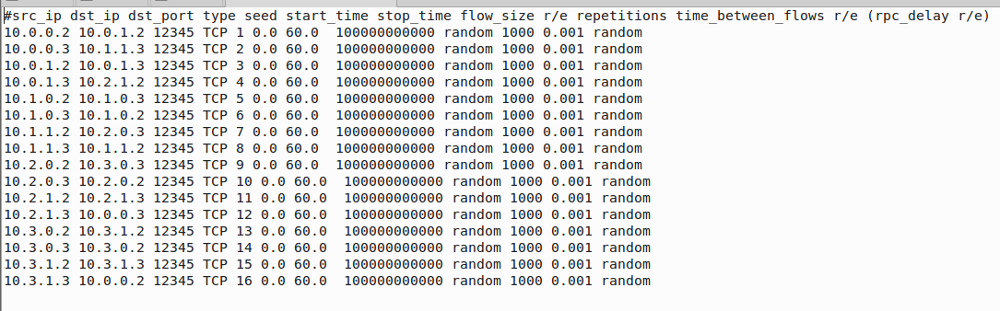 #src_ip dst_ip dst_port type seed start_time stop_time flow_size r/e repetitions time_between_flows r/e (rpc_delay r/e)
10.0.0.2 10.0.1.2 12345 TCP 1 0.0 60.0  100000000000 random 1000 0.001 random
10.0.0.3 10.1.1.3 12345 TCP 2 0.0 60.0  100000000000 random 1000 0.001 random
10.0.1.2 10.0.1.3 12345 TCP 3 0.0 60.0  100000000000 random 1000 0.001 random
10.0.1.3 10.2.1.2 12345 TCP 4 0.0 60.0  100000000000 random 1000 0.001 random
10.1.0.2 10.1.0.3 12345 TCP 5 0.0 60.0  100000000000 random 1000 0.001 random
10.1.0.3 10.1.0.2 12345 TCP 6 0.0 60.0  100000000000 random 1000 0.001 random
10.1.1.2 10.2.0.3 12345 TCP 7 0.0 60.0  100000000000 random 1000 0.001 random
10.1.1.3 10.1.1.2 12345 TCP 8 0.0 60.0  100000000000 random 1000 0.001 random
10.2.0.2 10.3.0.3 12345 TCP 9 0.0 60.0  100000000000 random 1000 0.001 random
10.2.0.3 10.2.0.2 12345 TCP 10 0.0 60.0  100000000000 random 1000 0.001 random
10.2.1.2 10.2.1.3 12345 TCP 11 0.0 60.0  100000000000 random 1000 0.001 random
10.2.1.3 10.0.0.3 12345 TCP 12 0.0 60.0  100000000000 random 1000 0.001 random
10.3.0.2 10.3.1.2 12345 TCP 13 0.0 60.0  100000000000 random 1000 0.001 random
10.3.0.3 10.3.0.2 12345 TCP 14 0.0 60.0  100000000000 random 1000 0.001 random
10.3.1.2 10.3.1.3 12345 TCP 15 0.0 60.0  100000000000 random 1000 0.001 random
10.3.1.3 10.0.0.2 12345 TCP 16 0.0 60.0  100000000000 random 1000 0.001 random